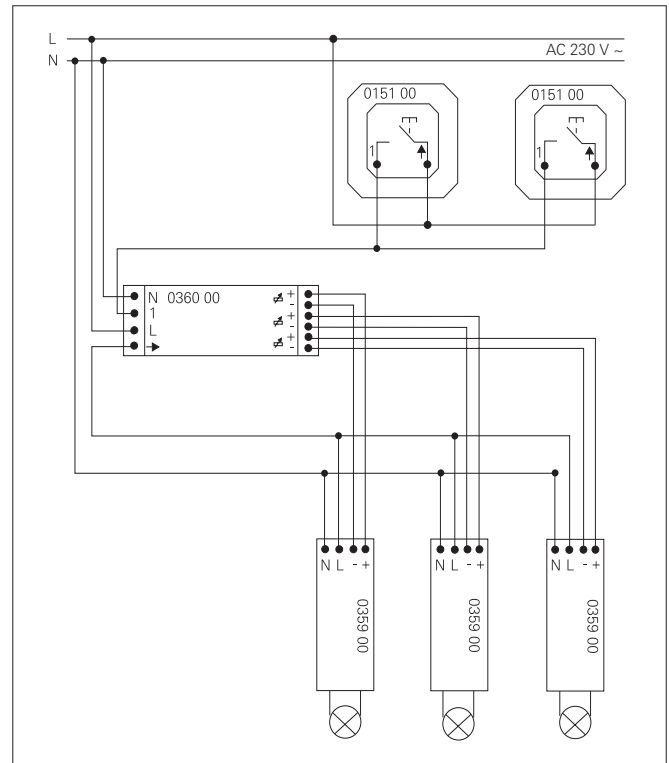 L
N
AC 230 V ~
0151 00
0151 00
1
1
N 0360 00
1
L
+
-
+
-
+
-
N L - +
N L - +
N L - +
0359 00
0359 00
0359 00